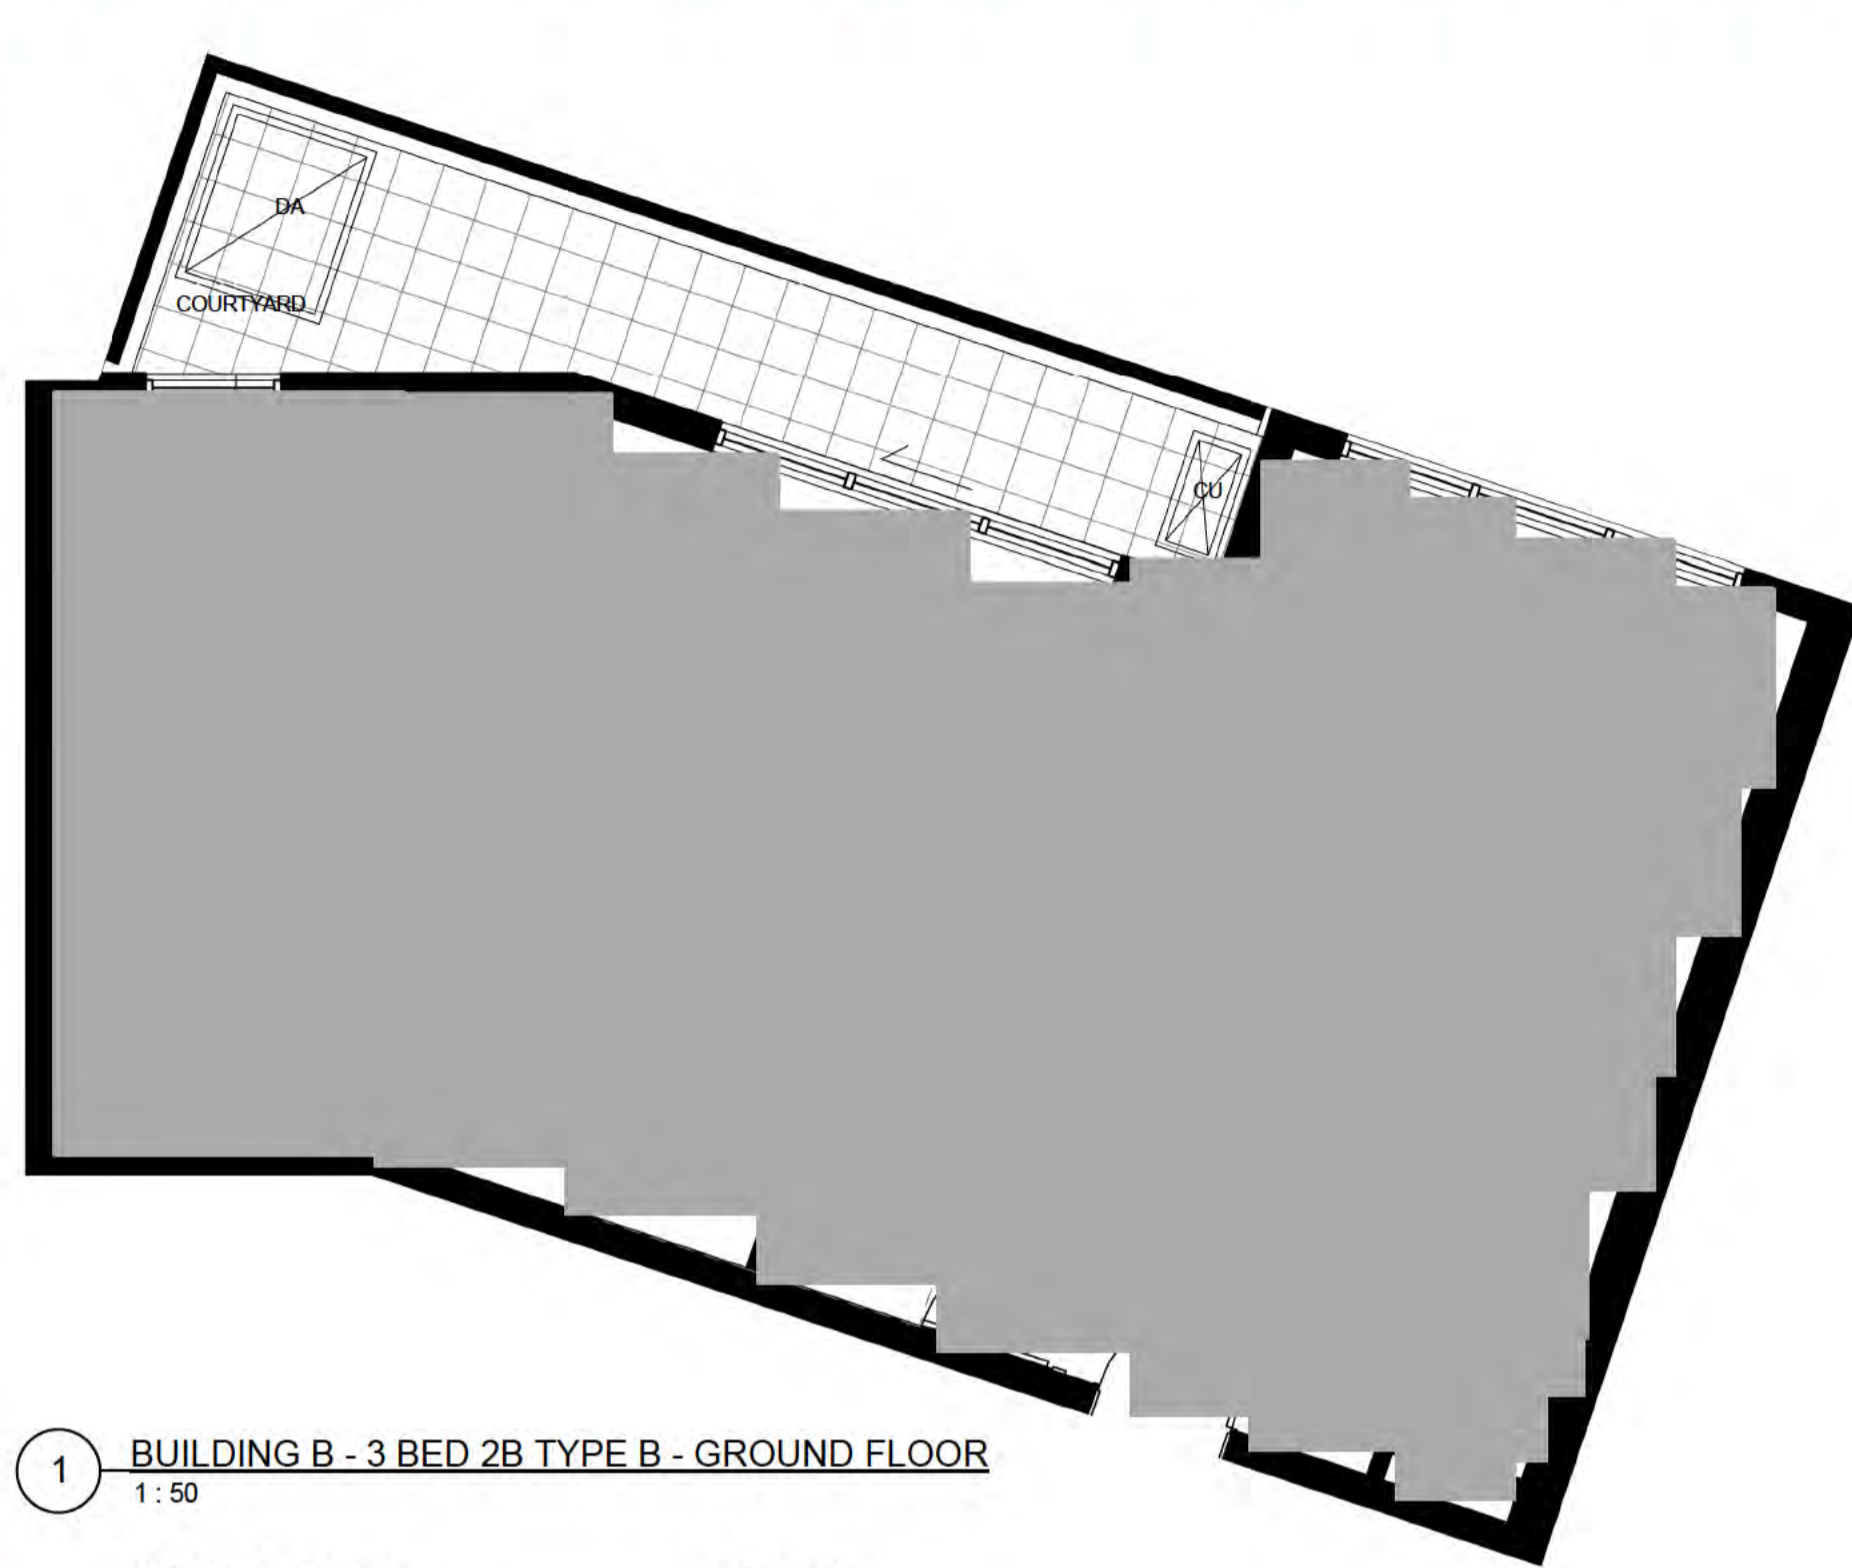 DA
COURTYARD
CU
1
BUILDING B - 3 BED 2B TYPE B - GROUND FLOOR
1 : 50